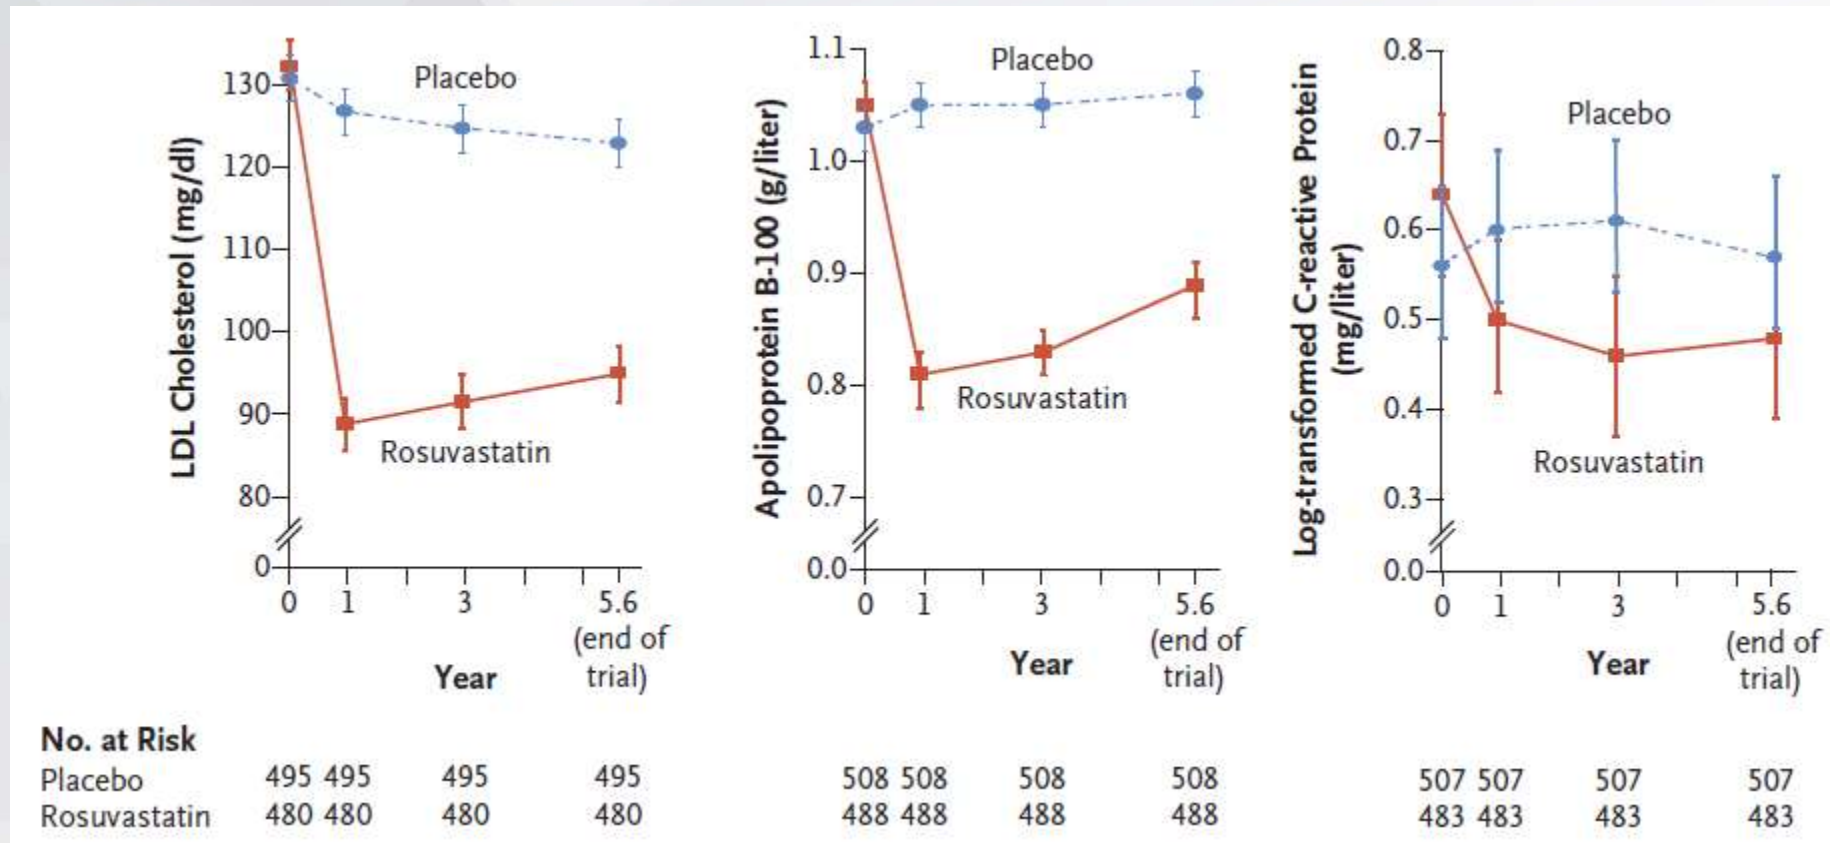 LDL Cholesterol (mg/dl)
130
120
110
100
90
80
0
Placebo
Rosuvastatin
0 1 3 5.6
(end of
trial)
Year
Apolipoprotein B-100 (g/liter)
1.1
1.0
0.9
0.8
0.7
0.0
Placebo
Rosuvastatin
0 1 3 5.6
(end of
trial)
Year
Log-transformed C-reactive Protein
(mg/liter)
0.8
0.7
0.6
0.5
0.4
0.3
0.0
Placebo
Rosuvastatin
0 1 3 5.6
(end of
trial)
Year
No. at Risk
Placebo 495 495 495 495 508 508 508 508 507 507 507 507
Rosuvastatin 480 480 480 480 488 488 488 488 483 483 483 483